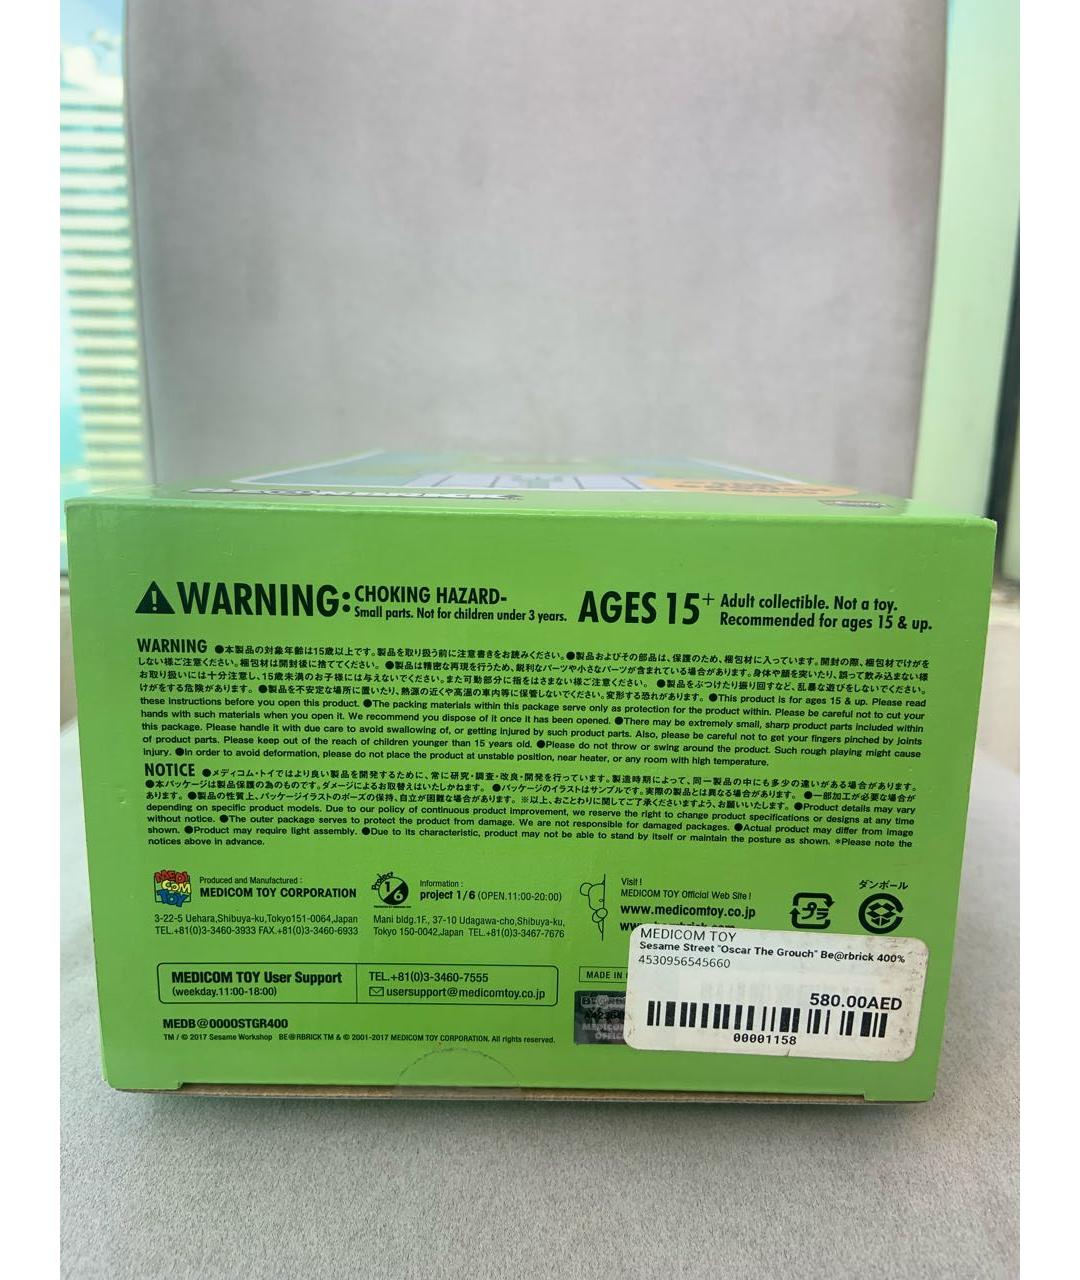 BE@RBRICK
WARNING:
CHOKING HAZARD-
Small parts. Not for children under 3 years.
AGES 15+
Adult collectible. Not a toy.
Recommended for ages 15 & up.
WARNING ●本製品の対象年齢は15歳以上です。製品を取り扱う前に注意書きをお読みください。●製品およびその部品は、保護のため、梱包材に入っています。開封の際、梱包材でけがを
しない様ご注意ください。梱包材は開封後に捨ててください。 ●製品は精密な再現を行うため、鋭利なパーツや小さなパーツが含まれている場合があります。身体や顔を突いたり、誤って飲み込まない様
お取り扱いには十分注意し、15歳未満のお子様には与えないでください。また可動部分に指をはさまない様ご注意ください。 ●製品をぶつけたり振り回すなど、乱暴な遊びをしないでください。
けがをする危険があります。 ●製品を不安定な場所に置いたり、熱源の近くや高温の車内等に保管しないでください。変形する恐れがあります。 ●This product is for ages 15 & up. Please read
these instructions before you open this product. ●The packing materials within this package serve only as protection for the product within. Please be careful not to cut your
hands with such materials when you open it. We recommend you dispose of it once it has been opened. ●There may be extremely small, sharp product parts included within
this package. Please handle it with due care to avoid swallowing of, or getting injured by such product parts. Also, please be careful not to get your fingers pinched by joints
of product parts. Please keep out of the reach of children younger than 15 years old. ●Please do not throw or swing around the product. Such rough playing might cause
injury. ●In order to avoid deformation, please do not place the product at unstable position, near heater, or any room with high temperature.
NOTICE ●メディコム・トイではより良い製品を開発するために、常に研究・調査・改良・開発を行っています。製造時期によって、同一製品の中にも多少の違いがある場合があります。
●本パッケージは製品保護の為のものです。ダメージによるお取替えはいたしかねます。 ●パッケージのイラストはサンプルです。実際の製品とは異なる場合があります。 ●一部加工が必要な場合が
あります。 ●製品の性質上、パッケージイラストのポーズの保持、自立が困難な場合があります。 ※以上、おことわりに関してご了承くださいますよう、お願いいたします。 ●Product details may vary
depending on specific product models. Due to our policy of continuous product improvement, we reserve the right to change product specifications or designs at any time
without notice. ●The outer package serves to protect the product from damage. We are not responsible for damaged packages. ●Actual product may differ from image
shown. ●Product may require light assembly. ●Due to its characteristic, product may not be able to stand by itself or maintain the posture as shown. *Please note the
notices above in advance.
MEDI COM TOY
Produced and Manufactured :
MEDICOM TOY CORPORATION
3-22-5 Uehara,Shibuya-ku,Tokyo151-0064,Japan
TEL.+81(0)3-3460-3933 FAX.+81(0)3-3460-6933
Project 1/6
Information :
project 1/6 (OPEN.11:00-20:00)
Mani bldg.1F, 37-10 Udagawa-cho,Shibuya-ku,
Tokyo 150-0042,Japan TEL.+81(0)3-3467-7676
Visit !
MEDICOM TOY Official Web Site !
www.medicomtoy.co.jp
プラ
ダンボール
MEDICOM TOY User Support
(weekday.11:00-18:00)
TEL.+81(0)3-3460-7555
usersupport@medicomtoy.co.jp
MADE IN
MEDB@0000STGR400
TM / © 2017 Sesame Workshop BE@RBRICK TM & © 2001-2017 MEDICOM TOY CORPORATION. All rights reserved.
MEDICOM TOY
Sesame Street "Oscar The Grouch" Be@rbrick 400%
4530956545660
580.00AED
00001158